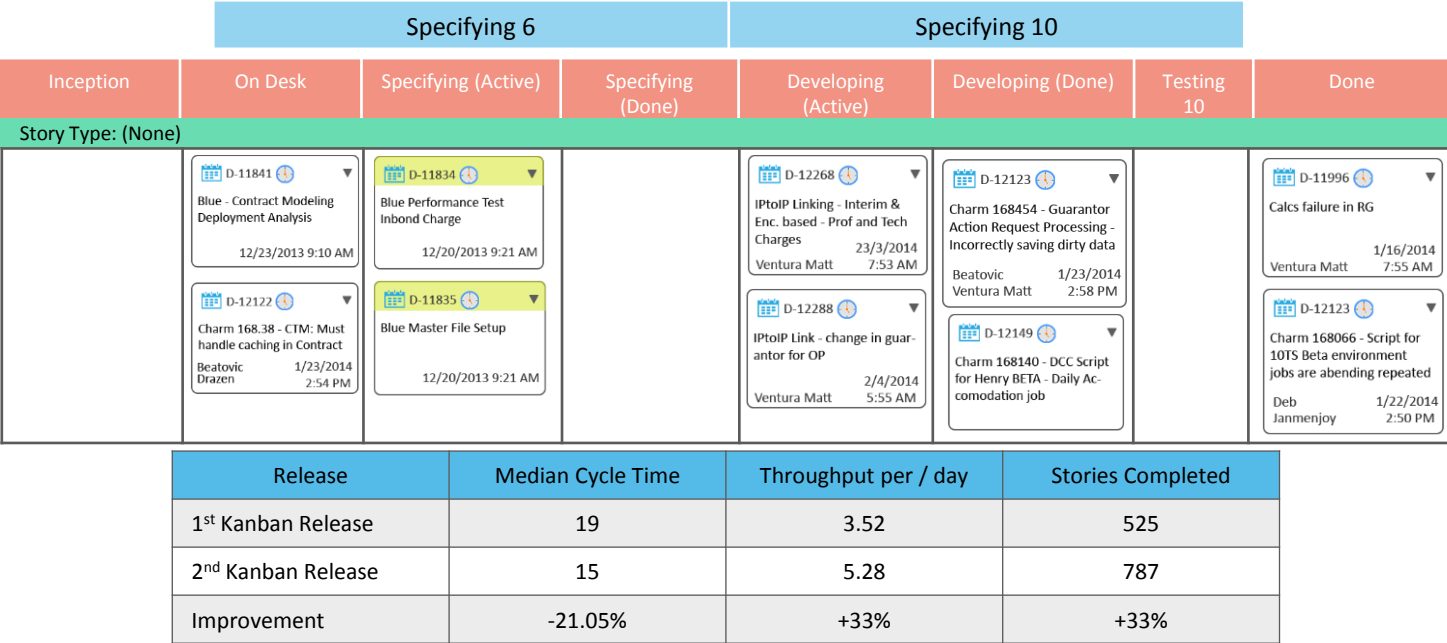 Specifying 6
Specifying 10
Inception
On Desk
Specifying (Active)
Specifying
(Done)
Developing
(Active)
Developing (Done)
Testing
10
Done
Story Type: (None)
D-11841
Blue - Contract Modeling
Deployment Analysis
12/23/2013 9:10 AM
D-12122
Charm 168.38 - CTM: Must
handle caching in Contract
Beatovic 1/23/2014
Drazen 2:54 PM
D-11834
Blue Performance Test
Inbond Charge
12/20/2013 9:21 AM
D-11835
Blue Master File Setup
12/20/2013 9:21 AM
D-12268
IPtoIP Linking - Interim &
Enc. based - Prof and Tech
Charges 23/3/2014
Ventura Matt 7:53 AM
D-12288
IPtoIP Link - change in guar-
antor for OP
2/4/2014
Ventura Matt 5:55 AM
D-12123
Charm 168454 - Guarantor
Action Request Processing -
Incorrectly saving dirty data
Beatovic 1/23/2014
Ventura Matt 2:58 PM
D-12149
Charm 168140 - DCC Script
for Henry BETA - Daily Ac-
comodation job
D-11996
Calcs failure in RG
1/16/2014
Ventura Matt 7:55 AM
D-12123
Charm 168066 - Script for
10TS Beta environment
jobs are abending repeated
Deb 1/22/2014
Janmenjoy 2:50 PM
Release Median Cycle Time Throughput per / day Stories Completed
1st Kanban Release 19 3.52 525
2nd Kanban Release 15 5.28 787
Improvement -21.05% +33% +33%